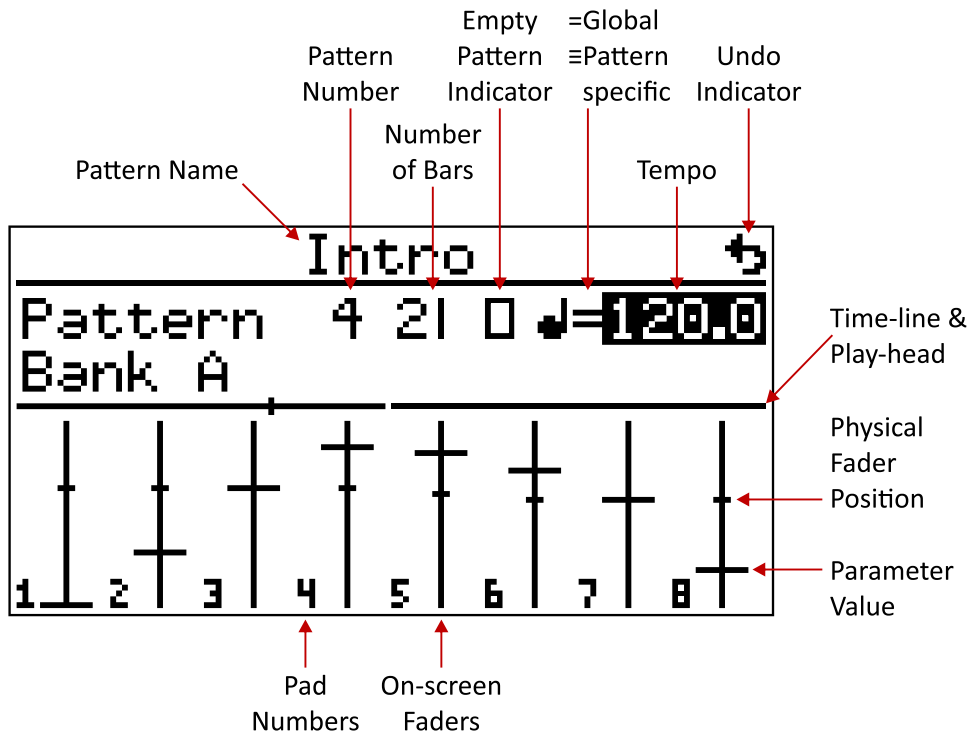 Empty =Global
Pattern Pattern ≡Pattern Undo
Number Indicator specific Indicator
Number
Pattern Name of Bars Tempo
Intro
Pattern 4 21 0 ♩=120.0
Bank A
Time-line &
Play-head
Physical
Fader
Position
1 2 3 4 5 6 7 8
Parameter
Value
Pad On-screen
Numbers Faders